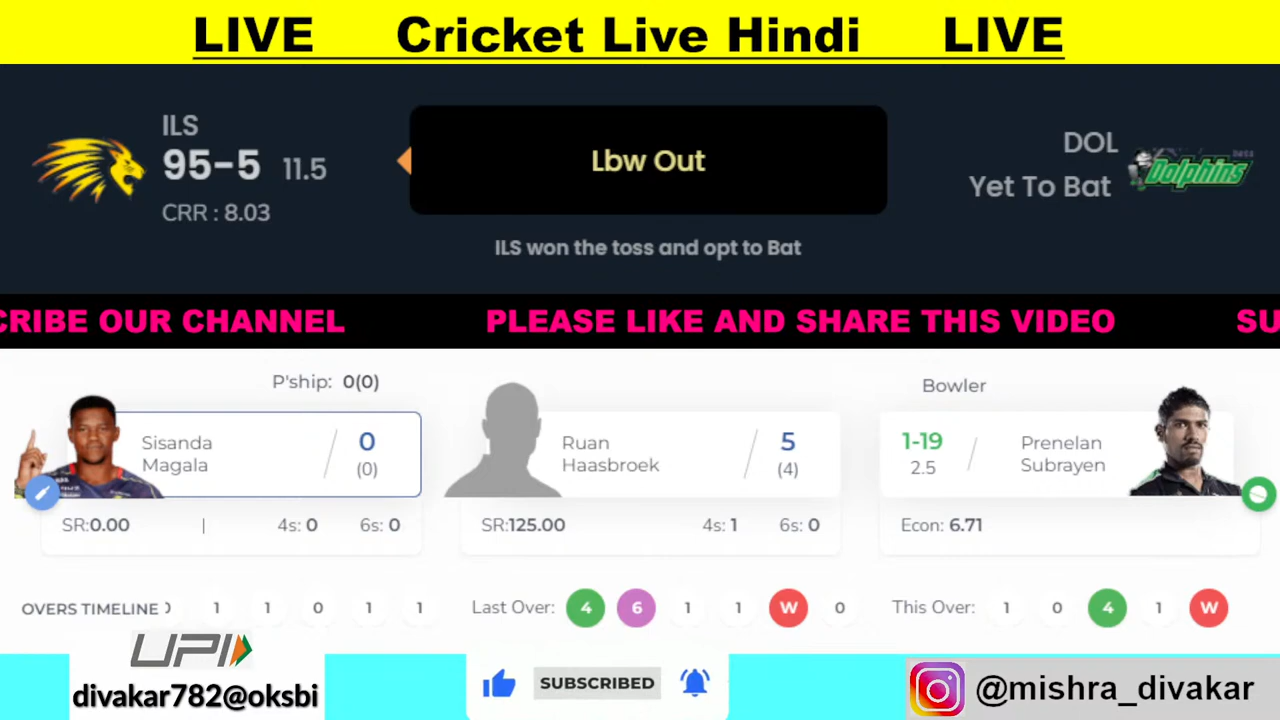 LIVE Cricket Live Hindi LIVE
ILS
95-5 11.5
CRR : 8.03
Lbw Out
ILS won the toss and opt to Bat
DOL
Yet To Bat
Dolphins
CRIBE OUR CHANNEL PLEASE LIKE AND SHARE THIS VIDEO SU
P'ship: 0(0)
Sisanda
Magala
0
(0)
SR:0.00 | 4s: 0 6s: 0
Ruan
Haasbroek
5
(4)
SR:125.00 4s: 1 6s: 0
Bowler
1-19
2.5
Prenelan
Subrayen
Econ: 6.71
OVERS TIMELINE 0 1 1 0 1 1
Last Over: 4 6 1 1 W 0
This Over: 1 0 4 1 W
UPI
divakar782@oksbi
SUBSCRIBED
@mishra_divakar